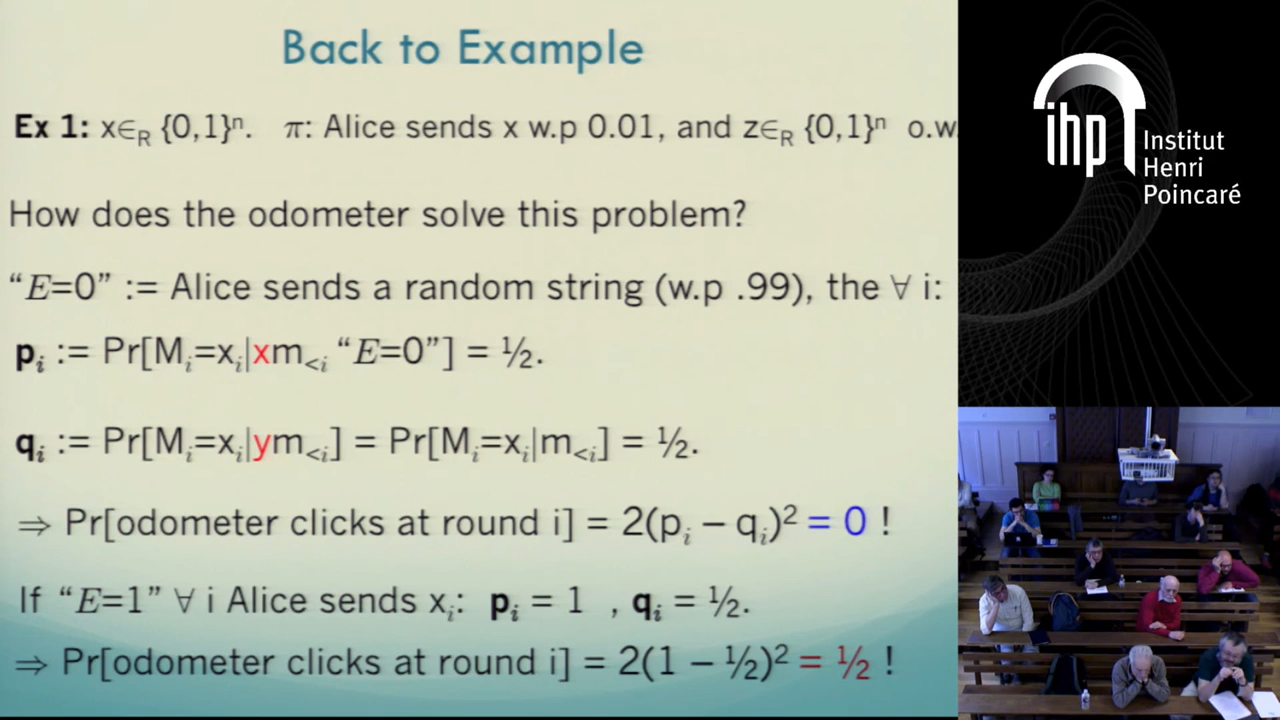 Back to Example
Ex 1: x∈R {0,1}ⁿ. π: Alice sends x w.p 0.01, and z∈R {0,1}ⁿ o.w
How does the odometer solve this problem?
“E=0” := Alice sends a random string (w.p .99), the ∀ i:
pᵢ := Pr[Mᵢ=xᵢ|xm<ᵢ “E=0”] = ½.
qᵢ := Pr[Mᵢ=xᵢ|ym<ᵢ] = Pr[Mᵢ=xᵢ|m<ᵢ] = ½.
⇒ Pr[odometer clicks at round i] = 2(pᵢ – qᵢ)² = 0 !
If “E=1” ∀ i Alice sends xᵢ: pᵢ = 1 , qᵢ = ½.
⇒ Pr[odometer clicks at round i] = 2(1 – ½)² = ½ !
ihp
Institut
Henri
Poincaré